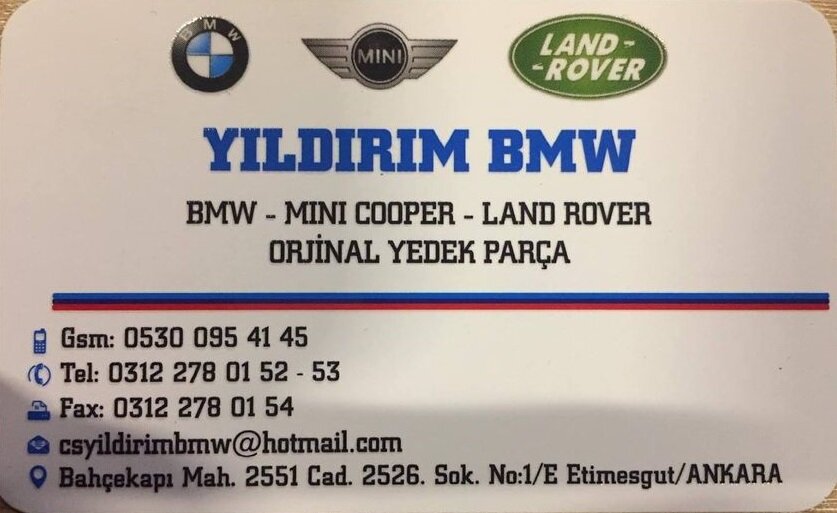 BMW
MINI
LAND-
-ROVER
YILDIRIM BMW
BMW - MINI COOPER - LAND ROVER
ORJİNAL YEDEK PARÇA
Gsm: 0530 095 41 45
Tel: 0312 278 01 52 - 53
Fax: 0312 278 01 54
csyildirimbmw@hotmail.com
Bahçekapı Mah. 2551 Cad. 2526. Sok. No:1/E Etimesgut/ANKARA